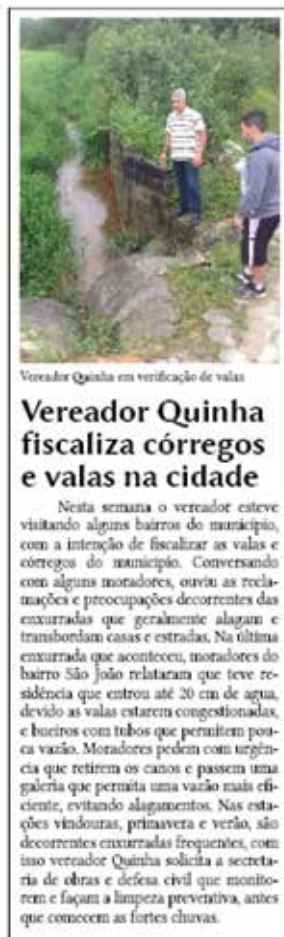 Vereador Quinha em verificação de valas
Vereador Quinha
fiscaliza córregos
e valas na cidade
Nesta semana o vereador esteve
visitando alguns bairros do município,
com a intenção de fiscalizar as valas e
córregos do município. Conversando
com alguns moradores, ouviu as recla-
mações e preocupações decorrentes das
enxurradas que geralmente alagam e
transbordam casas e estradas. Na última
enxurrada que aconteceu, moradores do
bairro São João relataram que teve re-
sidência que entrou até 20 cm de agua,
devido as valas estarem congestionadas,
e bueiros com tubos que permitem pou-
ca vazão. Moradores pedem com urgên-
cia que retirem os canos e passem uma
galeria que permita uma vazão mais efi-
ciente, evitando alagamentos. Nas esta-
ções vindouras, primavera e verão, são
decorrentes enxurradas frequentes, com
isso vereador Quinha solicita a secreta-
ria de obras e defesa civil que monito-
rem e façam a limpeza preventiva, antes
que comecem as fortes chuvas.